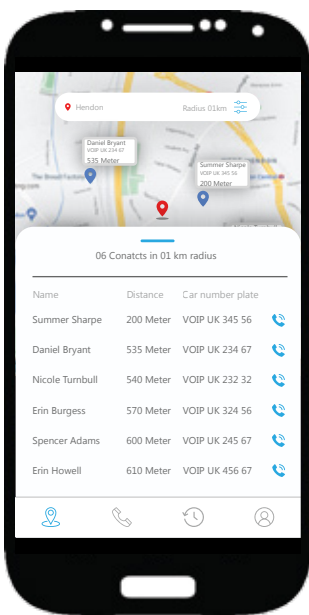 Hendon Radius 01km
Daniel Bryant
VOIP UK 234 67
535 Meter
Summer Sharpe
VOIP UK 345 56
200 Meter
The Bread Factory
06 Conatcts in 01 km radius
Name Distance Car number plate
Summer Sharpe 200 Meter VOIP UK 345 56
Daniel Bryant 535 Meter VOIP UK 234 67
Nicole Turnbull 540 Meter VOIP UK 232 32
Erin Burgess 570 Meter VOIP UK 324 56
Spencer Adams 600 Meter VOIP UK 245 67
Erin Howell 610 Meter VOIP UK 456 67